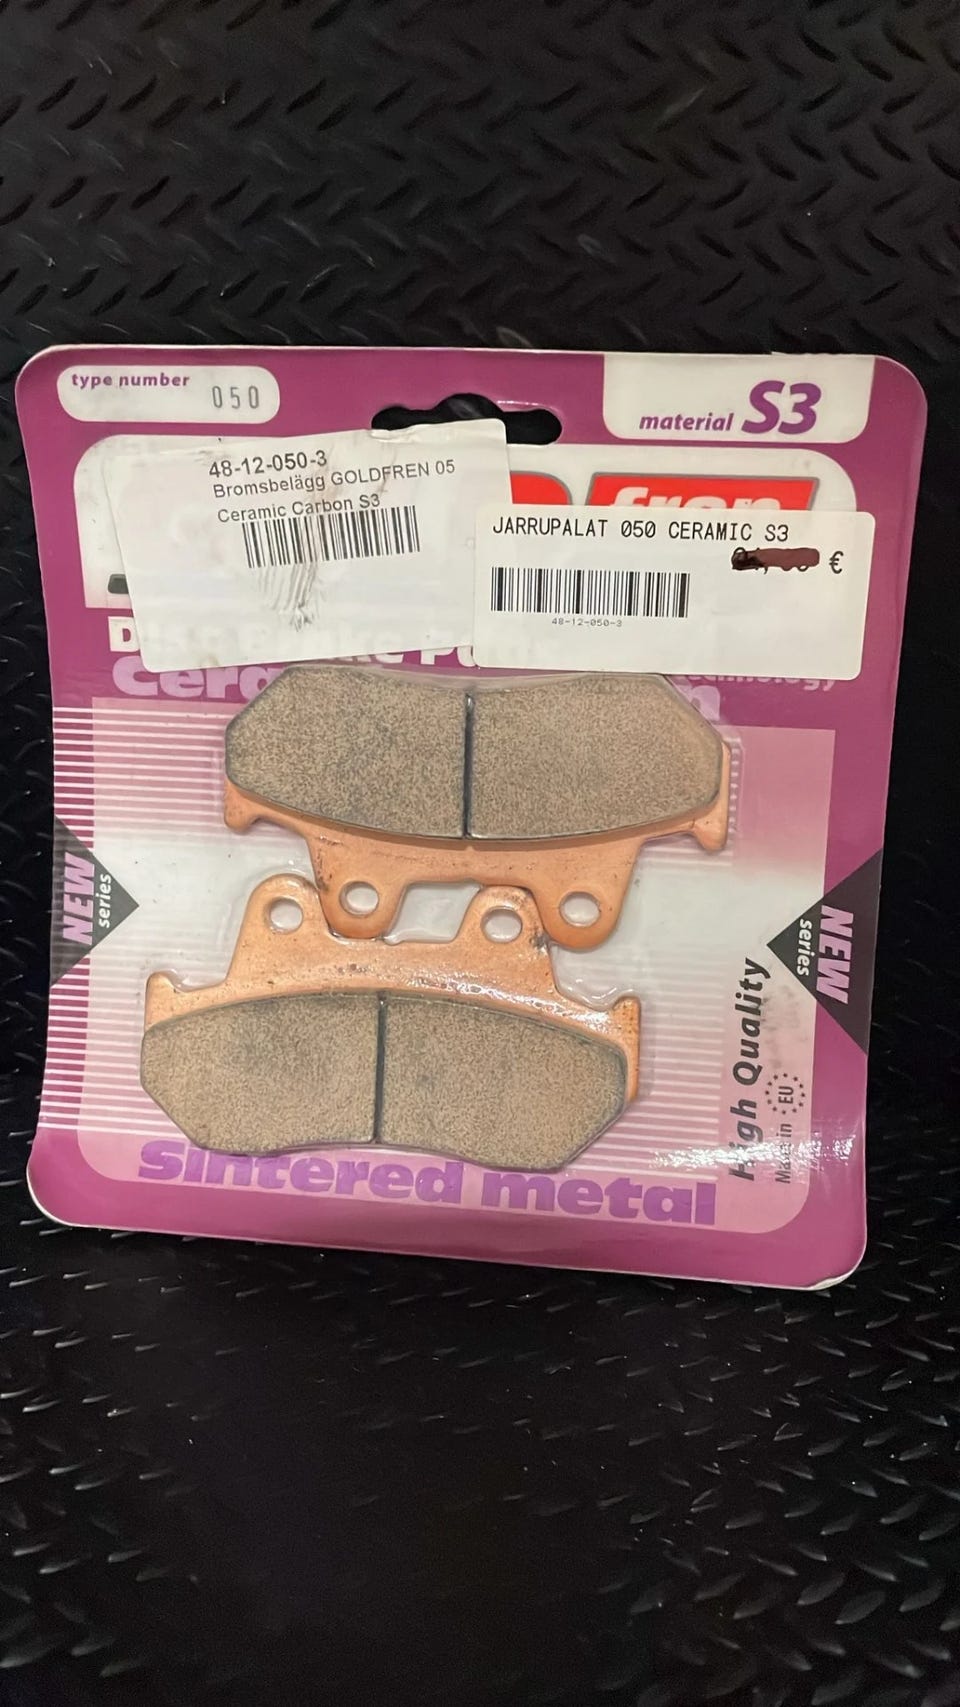 type number
050
material S3
48-12-050-3
Bromsbelägg GOLDFREN 05
Ceramic Carbon S3
fren
JARRUPALAT 050 CERAMIC S3
€
48-12-050-3
NEW
series
NEW
series
High Quality
Made in EU
Sintered metal